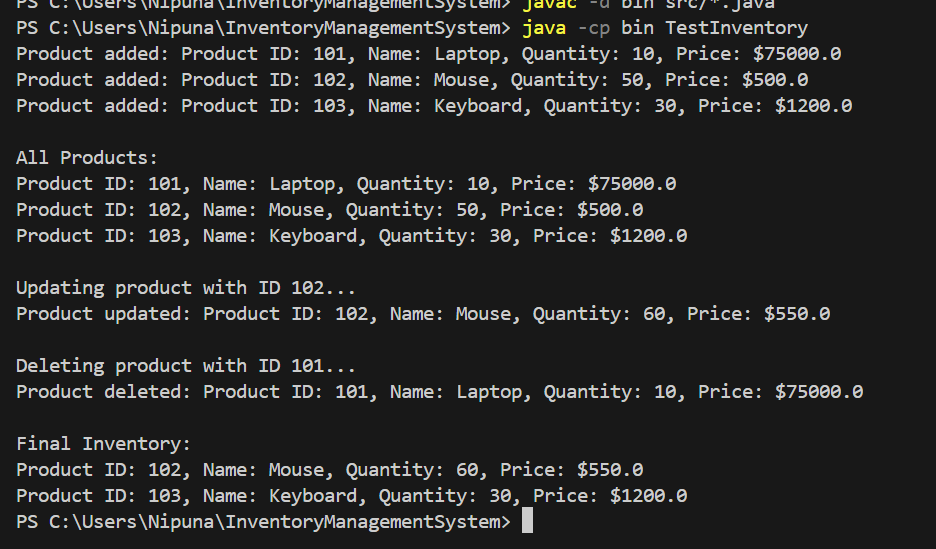 PS C:\Users\Nipuna\InventoryManagementSystem> javac -d bin src/*.java
PS C:\Users\Nipuna\InventoryManagementSystem> java -cp bin TestInventory
Product added: Product ID: 101, Name: Laptop, Quantity: 10, Price: $75000.0
Product added: Product ID: 102, Name: Mouse, Quantity: 50, Price: $500.0
Product added: Product ID: 103, Name: Keyboard, Quantity: 30, Price: $1200.0
All Products:
Product ID: 101, Name: Laptop, Quantity: 10, Price: $75000.0
Product ID: 102, Name: Mouse, Quantity: 50, Price: $500.0
Product ID: 103, Name: Keyboard, Quantity: 30, Price: $1200.0
Updating product with ID 102...
Product updated: Product ID: 102, Name: Mouse, Quantity: 60, Price: $550.0
Deleting product with ID 101...
Product deleted: Product ID: 101, Name: Laptop, Quantity: 10, Price: $75000.0
Final Inventory:
Product ID: 102, Name: Mouse, Quantity: 60, Price: $550.0
Product ID: 103, Name: Keyboard, Quantity: 30, Price: $1200.0
PS C:\Users\Nipuna\InventoryManagementSystem>